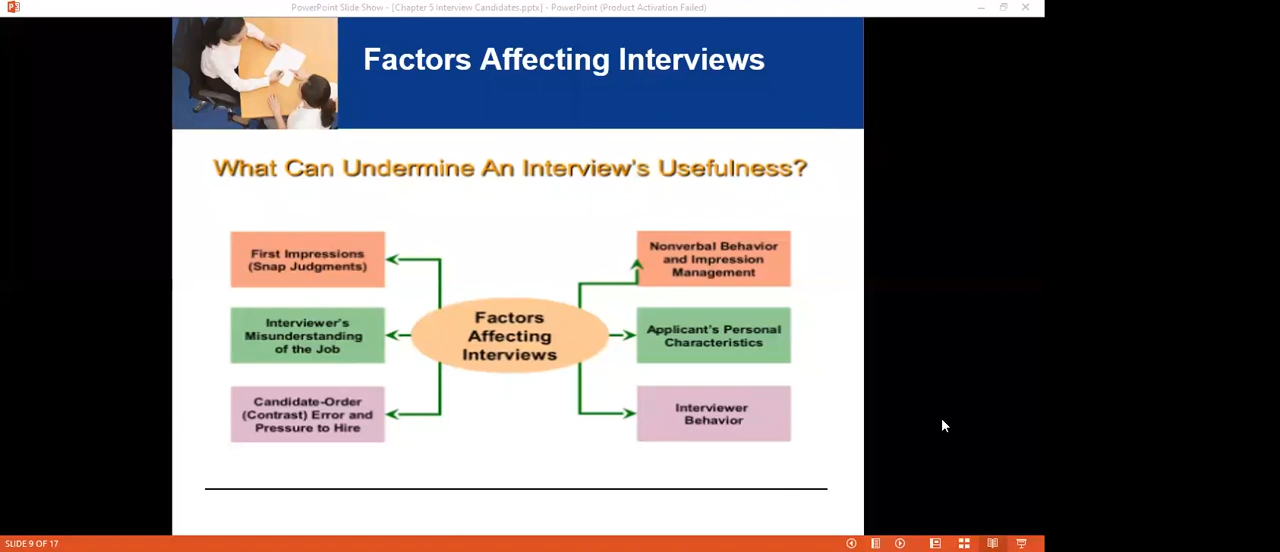 PowerPoint Slide Show - [Chapter 5 Interview Candidates.pptx] - PowerPoint (Product Activation Failed)
Factors Affecting Interviews
What Can Undermine An Interview's Usefulness?
First Impressions
(Snap Judgments)
Interviewer's
Misunderstanding
of the Job
Candidate-Order
(Contrast) Error and
Pressure to Hire
Factors
Affecting
Interviews
Nonverbal Behavior
and Impression
Management
Applicant's Personal
Characteristics
Interviewer
Behavior
SLIDE 9 OF 17